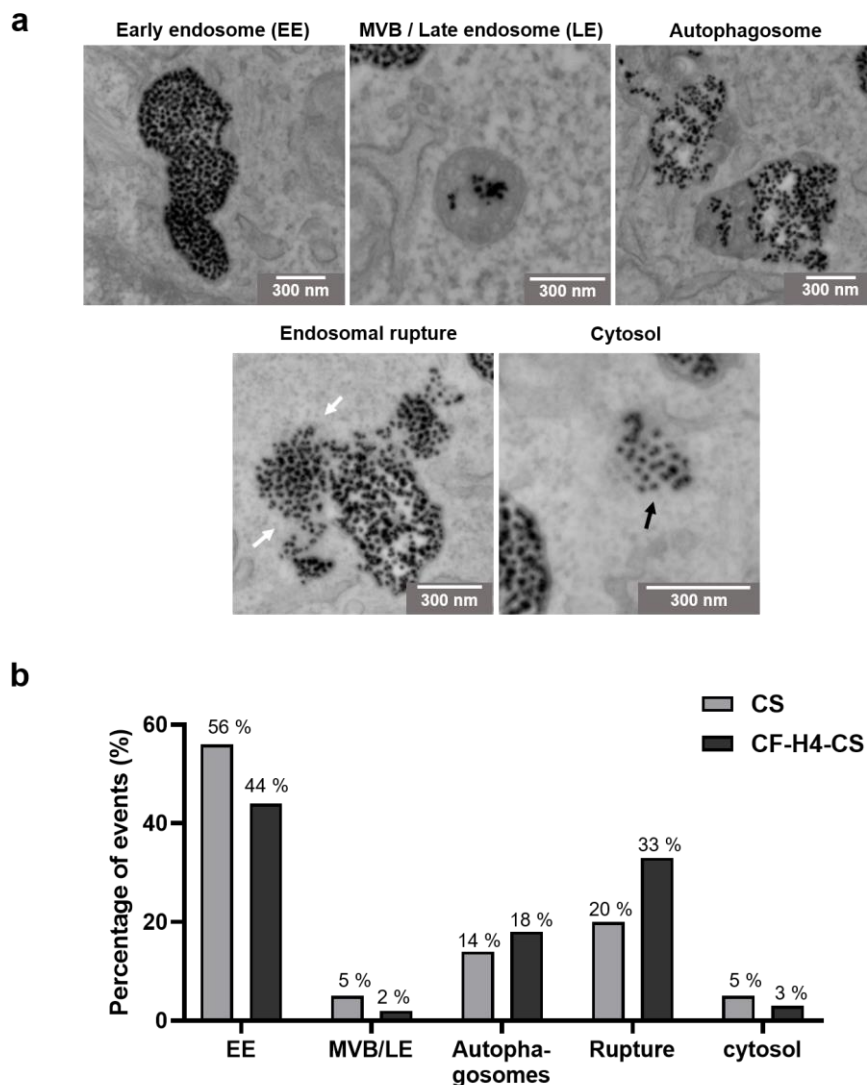 a
Early endosome (EE)
MVB / Late endosome (LE)
Autophagosome
300 nm
300 nm
300 nm
Endosomal rupture
Cytosol
300 nm
300 nm
b
Percentage of events (%)
60
40
20
0
56 %
44 %
5 %
2 %
14 %
18 %
20 %
33 %
5 %
3 %
CS
CF-H4-CS
EE
MVB/LE
Autopha-
gosomes
Rupture
cytosol